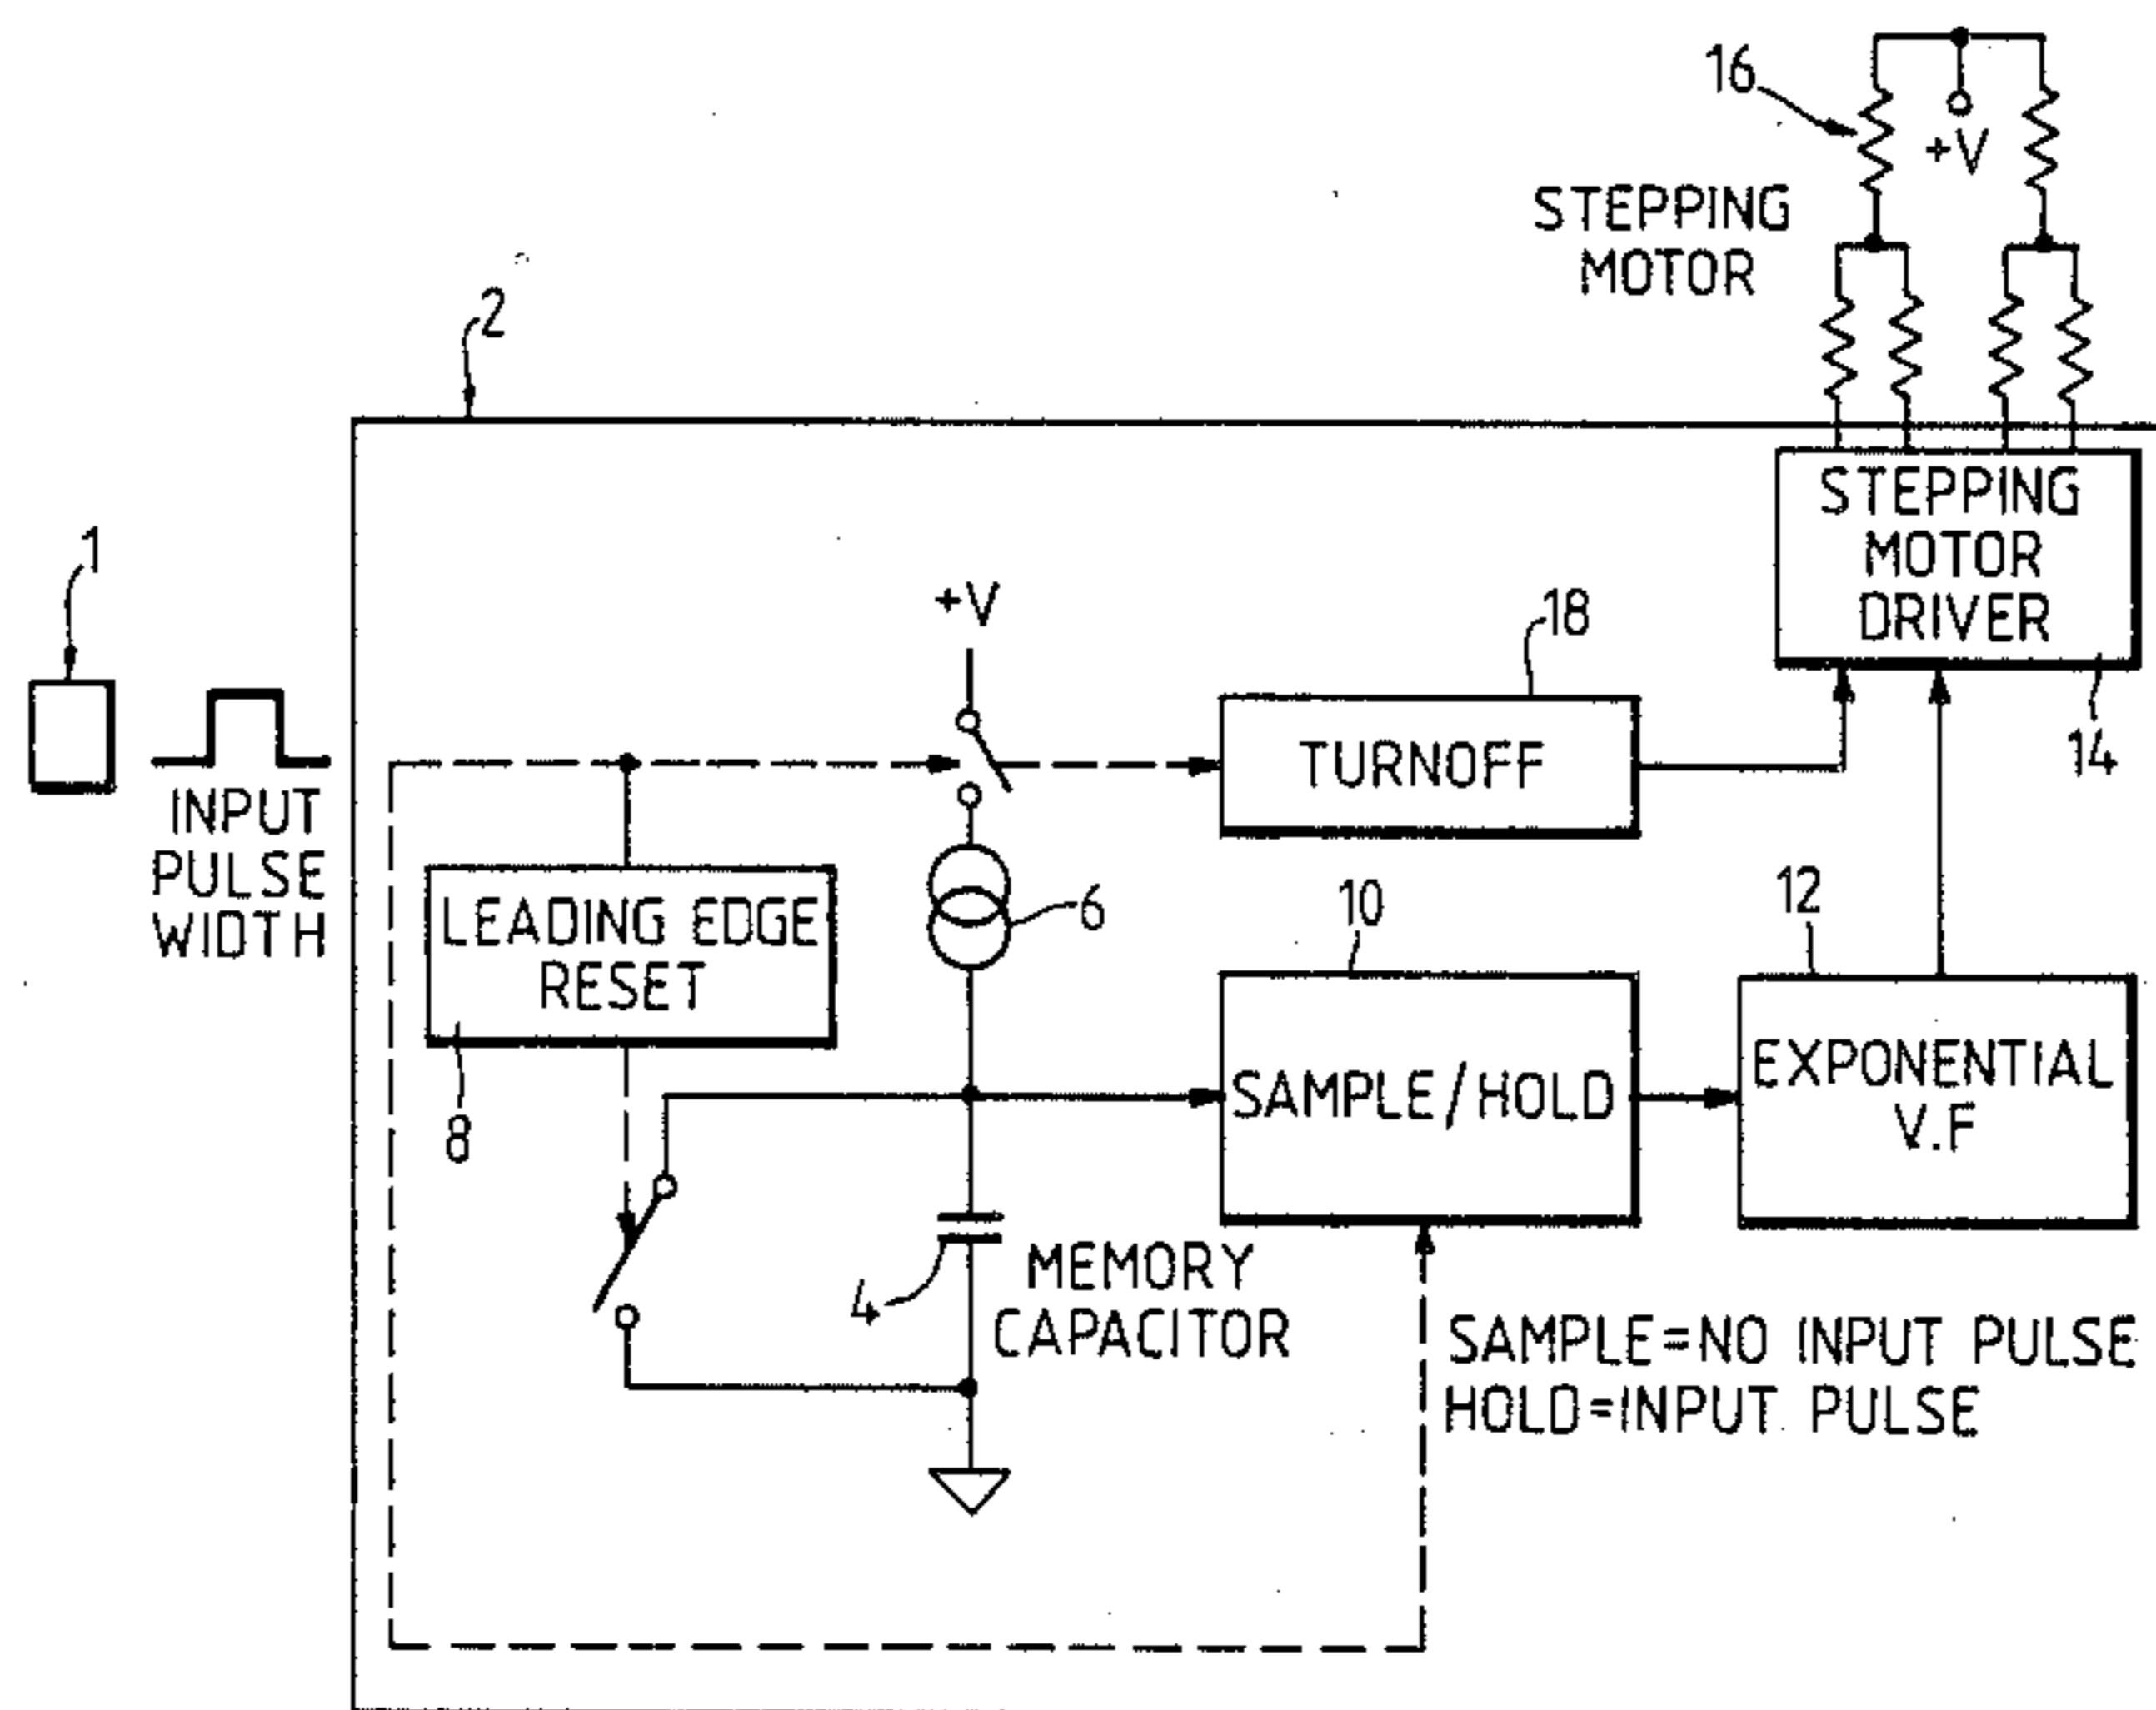 16
+V
STEPPING
MOTOR
2
STEPPING
MOTOR
DRIVER
14
1
INPUT
PULSE
WIDTH
+V
18
TURNOFF
LEADING EDGE
RESET
8
6
10
SAMPLE/HOLD
12
EXPONENTIAL
V.F
4
MEMORY
CAPACITOR
SAMPLE=NO INPUT PULSE
HOLD=INPUT PULSE